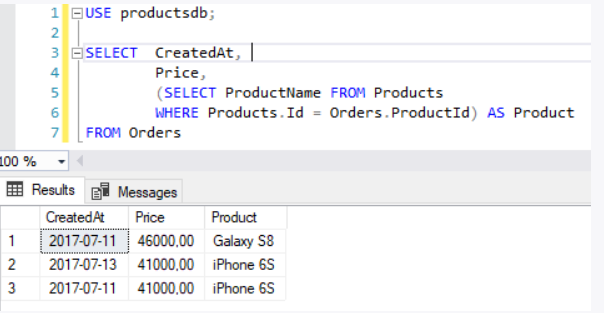 1 USE productsdb;
2
3 SELECT CreatedAt,
4 Price,
5 (SELECT ProductName FROM Products
6 WHERE Products.Id = Orders.ProductId) AS Product
7 FROM Orders
100 %
Results Messages
CreatedAt Price Product
1 2017-07-11 46000,00 Galaxy S8
2 2017-07-13 41000,00 iPhone 6S
3 2017-07-11 41000,00 iPhone 6S